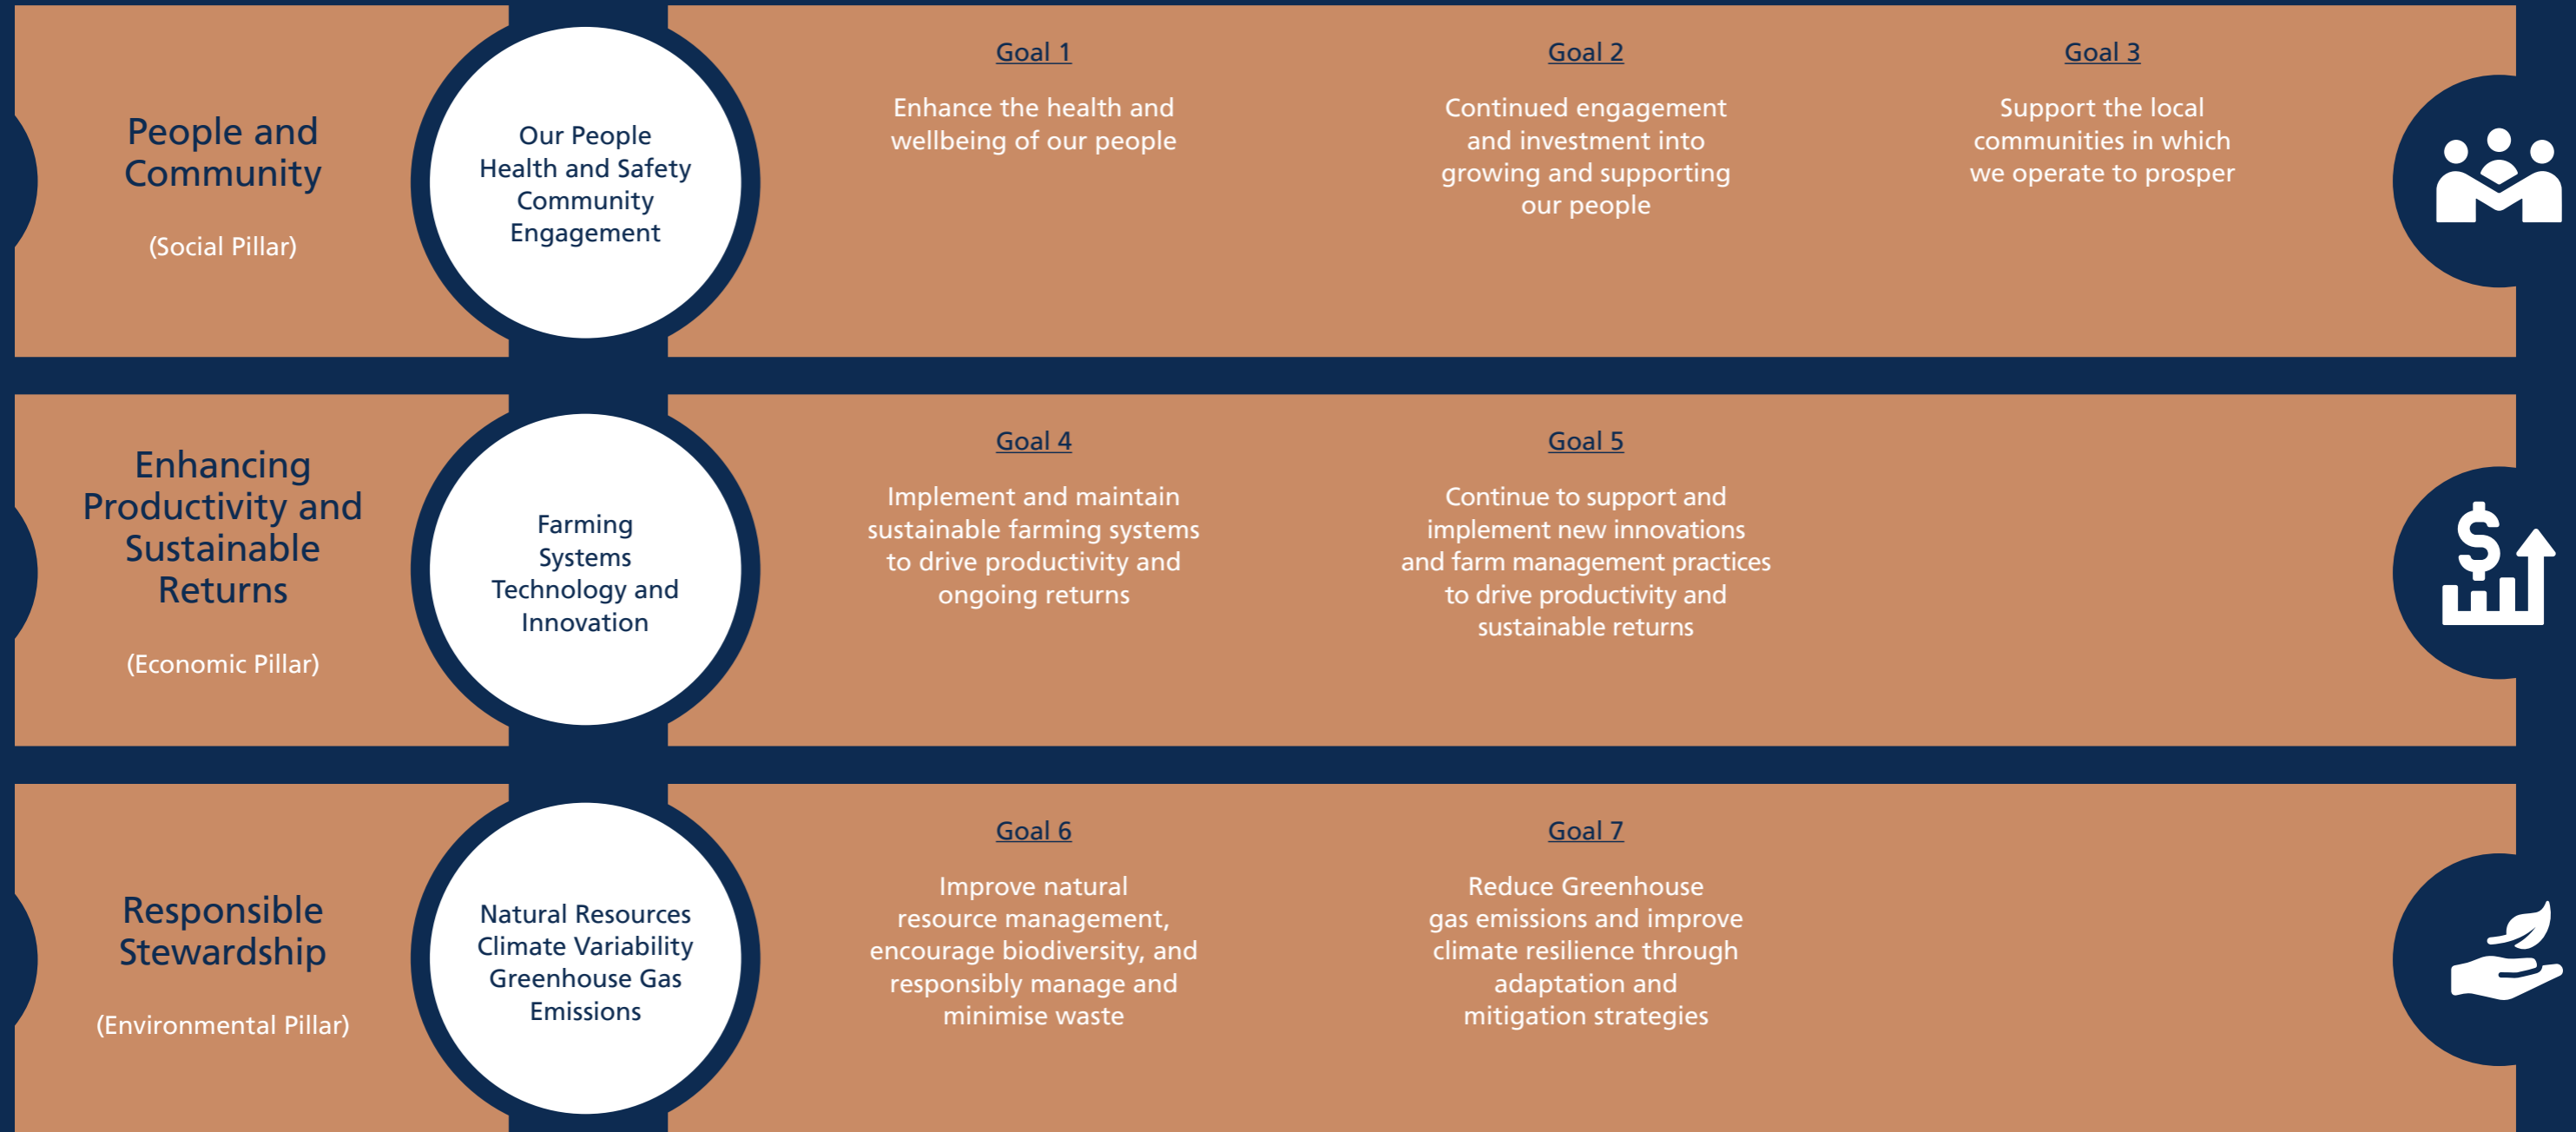 People and
Community
(Social Pillar)
Our People
Health and Safety
Community
Engagement
Goal 1
Enhance the health and
wellbeing of our people
Goal 2
Continued engagement
and investment into
growing and supporting
our people
Goal 3
Support the local
communities in which
we operate to prosper
Enhancing
Productivity and
Sustainable
Returns
(Economic Pillar)
Farming
Systems
Technology and
Innovation
Goal 4
Implement and maintain
sustainable farming systems
to drive productivity and
ongoing returns
Goal 5
Continue to support and
implement new innovations
and farm management practices
to drive productivity and
sustainable returns
$
Responsible
Stewardship
(Environmental Pillar)
Natural Resources
Climate Variability
Greenhouse Gas
Emissions
Goal 6
Improve natural
resource management,
encourage biodiversity, and
responsibly manage and
minimise waste
Goal 7
Reduce Greenhouse
gas emissions and improve
climate resilience through
adaptation and
mitigation strategies